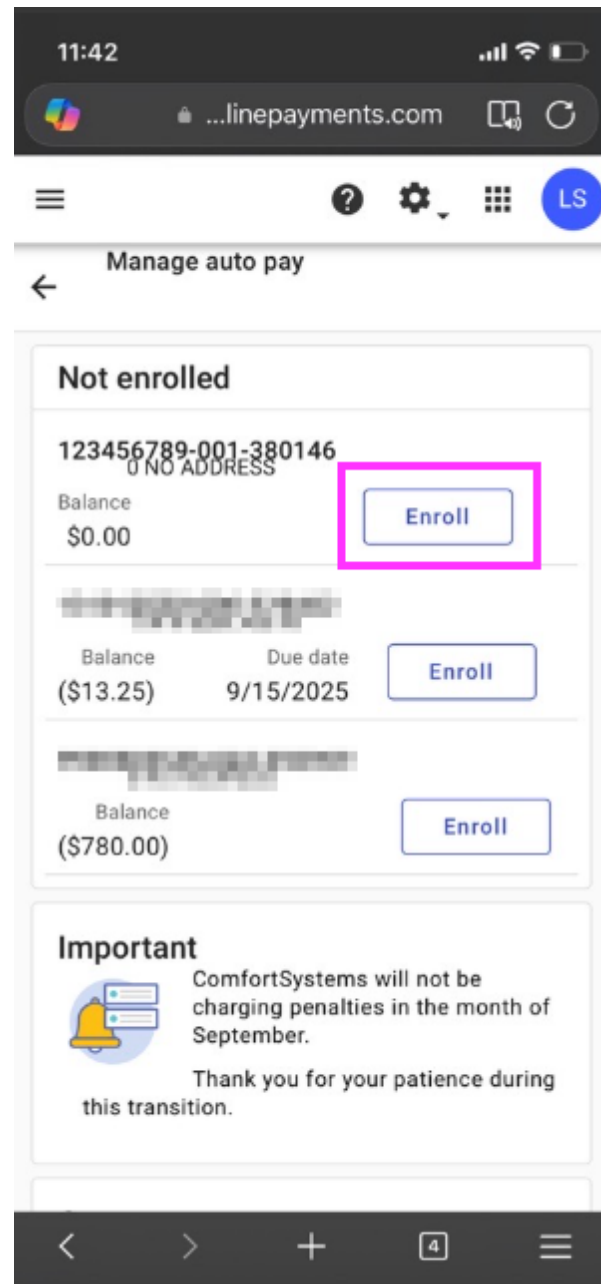 11:42
...linepayments.com
LS
Manage auto pay
Not enrolled
123456789-001-380146
0 NO ADDRESS
Balance
$0.00
Enroll
Balance
Due date
($13.25)
9/15/2025
Enroll
Balance
($780.00)
Enroll
Important
ComfortSystems will not be
charging penalties in the month of
September.
Thank you for your patience during
this transition.
4